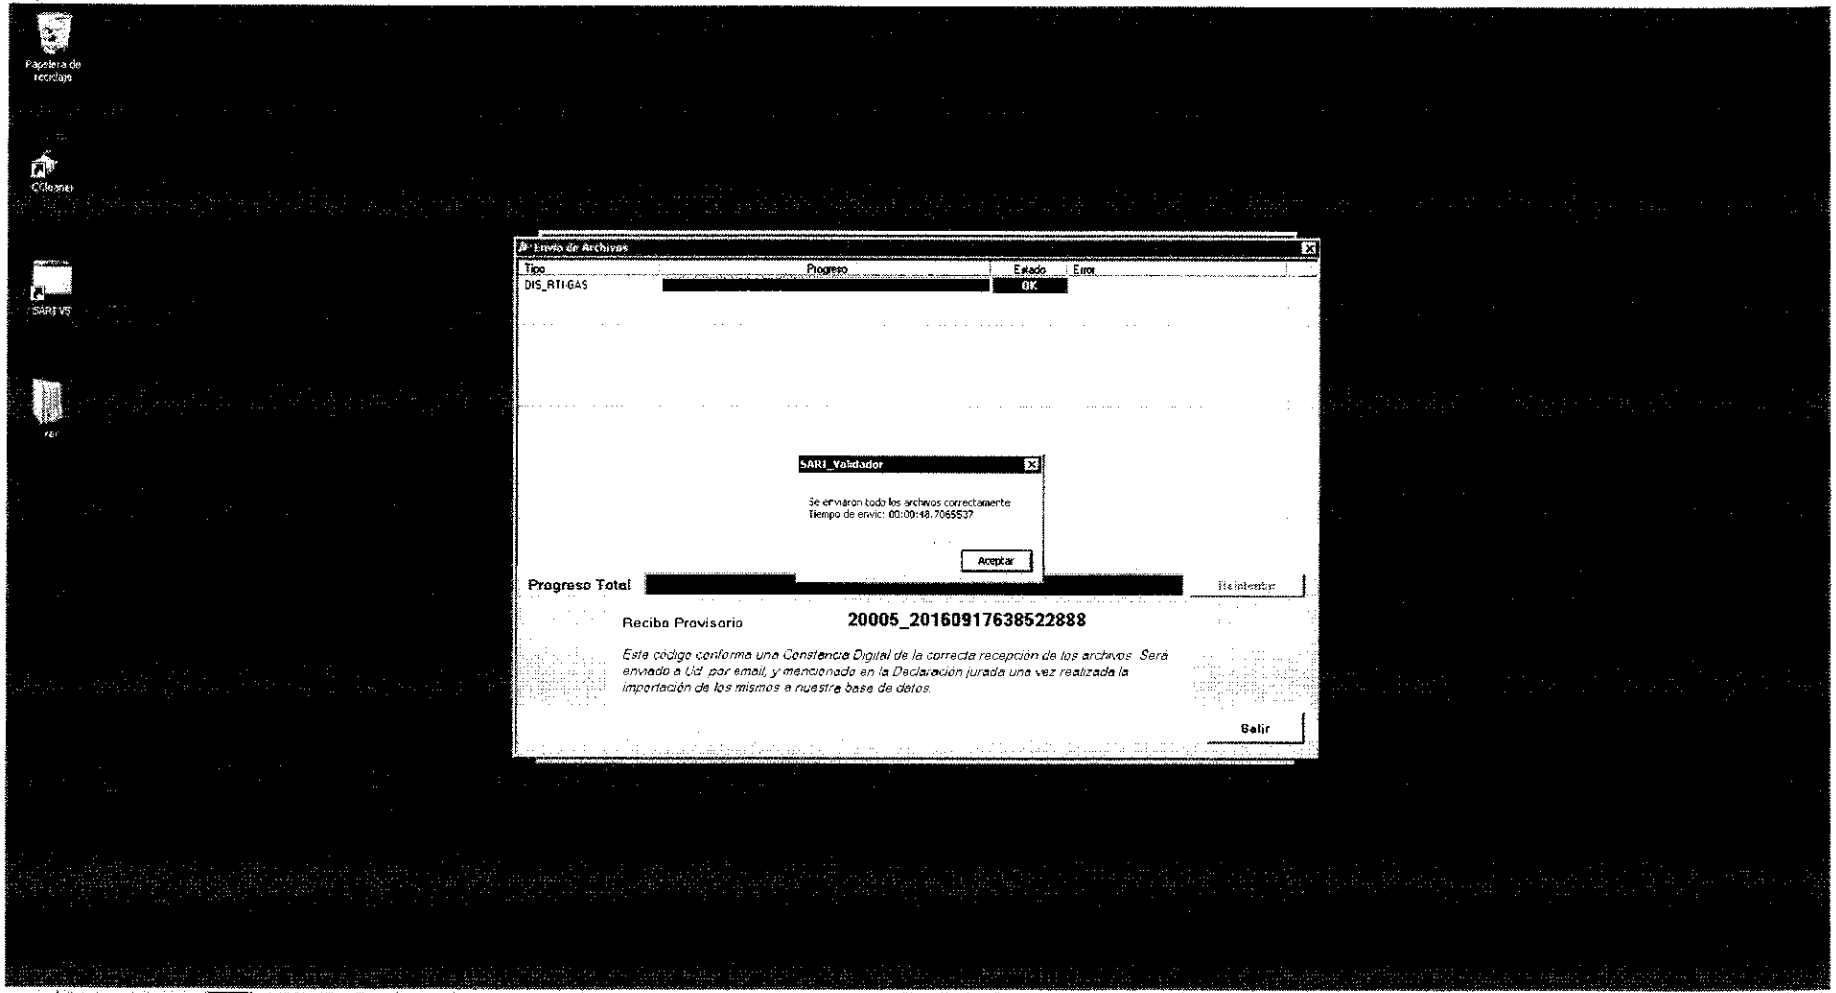 Papelera de
reciclaje
CCleaner
SARI VS
rar
Envio de Archivos
Tipo Progreso Estado Error
DIS_RTI-GAS OK
SARI_Validador
Se enviaron todo los archivos correctamente
Tiempo de envio: 00:00:48.7065537
Aceptar
Progreso Total Reintentar
Recibo Provisorio 20005_20160917638522888
Este código conforma una Constancia Digital de la correcta recepción de los archivos. Será
enviado a Ud. por email, y mencionado en la Declaración jurada una vez realizada la
importación de los mismos a nuestra base de datos.
Salir